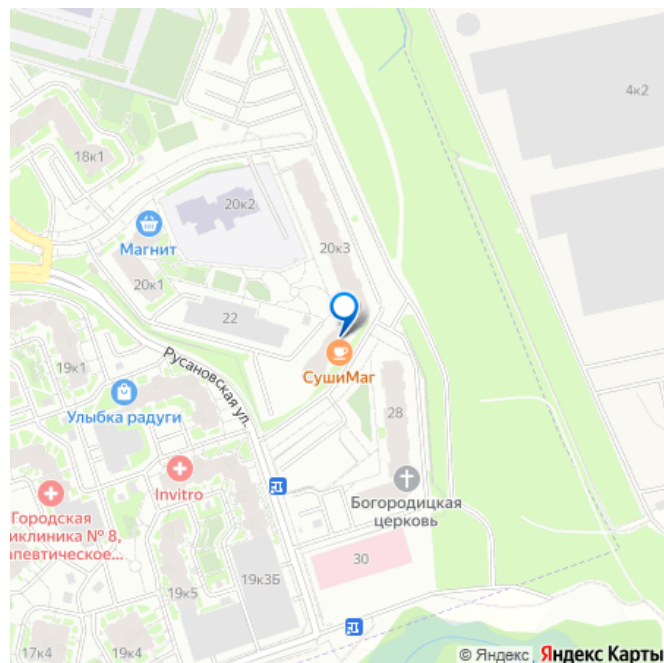 4к2
18к1
20к2
Магнит
20к3
20к1
22
Русановская ул.
19к1
СушиМаг
Улыбка радуги
28
Invitro
Богородицкая
церковь
Городская
иклиника № 8,
апевтическое...
30
19к5
19к3Б
17к4
19к4
© Яндекс Яндекс Карты